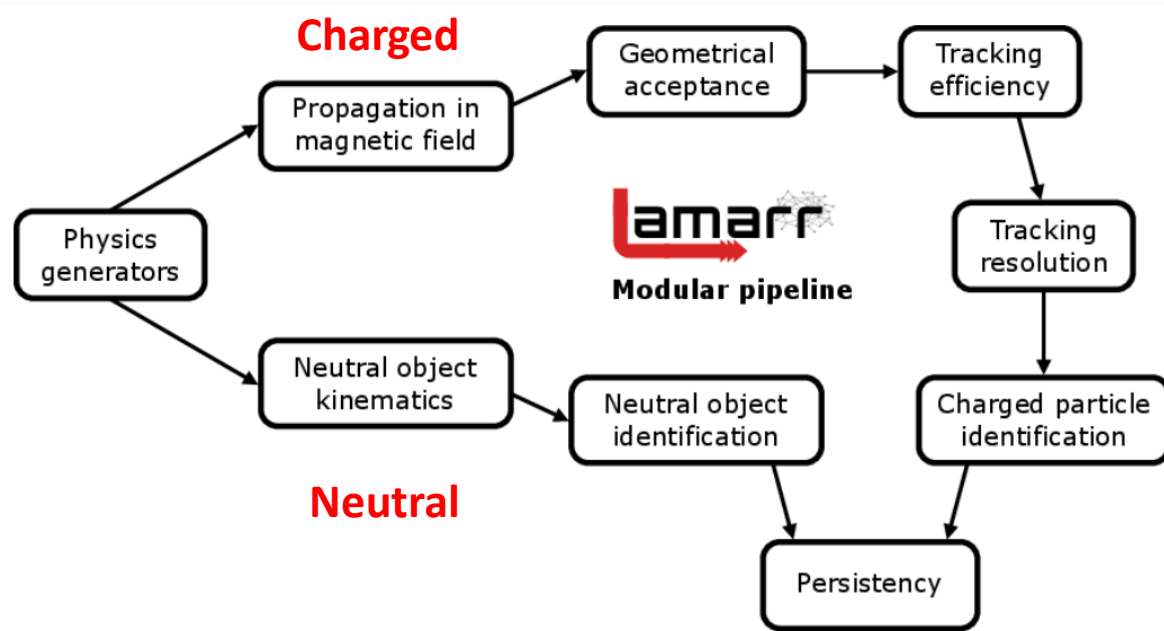 Charged
Geometrical
acceptance
Tracking
efficiency
Propagation in
magnetic field
Physics
generators
Lamarr
Modular pipeline
Tracking
resolution
Neutral object
kinematics
Neutral object
identification
Charged particle
identification
Neutral
Persistency